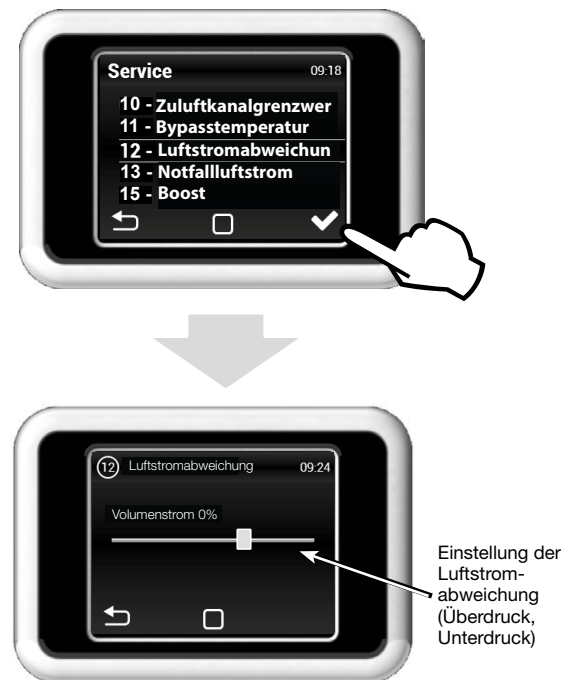 Service 09:18
10 - Zuluftkanalgrenzwer
11 - Bypasstemperatur
12 - Luftstromabweichun
13 - Notfallluftstrom
15 - Boost
12 Luftstromabweichung 09:24
Volumenstrom 0%
Einstellung der
Luftstrom-
abweichung
(Überdruck,
Unterdruck)